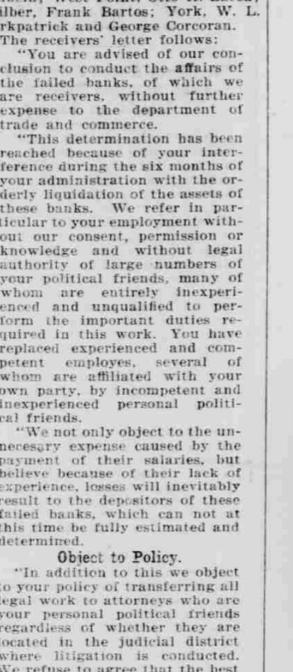 ilber, Frank Bartos; York, W. L.
rkpatrick and George Corcoran.
The receivers' letter follows:
"You are advised of our con-
clusion to conduct the affairs of
the failed banks, of which we
are receivers, without further
expense to the department of
trade and commerce.
"This determination has been
reached because of your inter-
ference during the six months of
your administration with the or-
derly liquidation of the assets of
these banks. We refer in par-
ticular to your employment with-
out our consent, permission or
knowledge and without legal
authority of large numbers of
your political friends, many of
whom are entirely inexperi-
enced and unqualified to per-
form the important duties re-
quired in this work. You have
replaced experienced and com-
petent employes, several of
whom are affiliated with your
own party, by incompetent and
inexperienced personal politi-
cal friends.
"We not only object to the un-
necessary expense caused by the
payment of their salaries, but
believe because of their lack of
experience, losses will inevitably
result to the depositors of these
failed banks, which can not at
this time be fully estimated and
determined.
Object to Policy.
"In addition to this we object
to your policy of transferring all
legal work to attorneys who are
your personal political friends
regardless of whether they are
located in the judicial district
where litigation is conducted.
We refuse to agree that the best